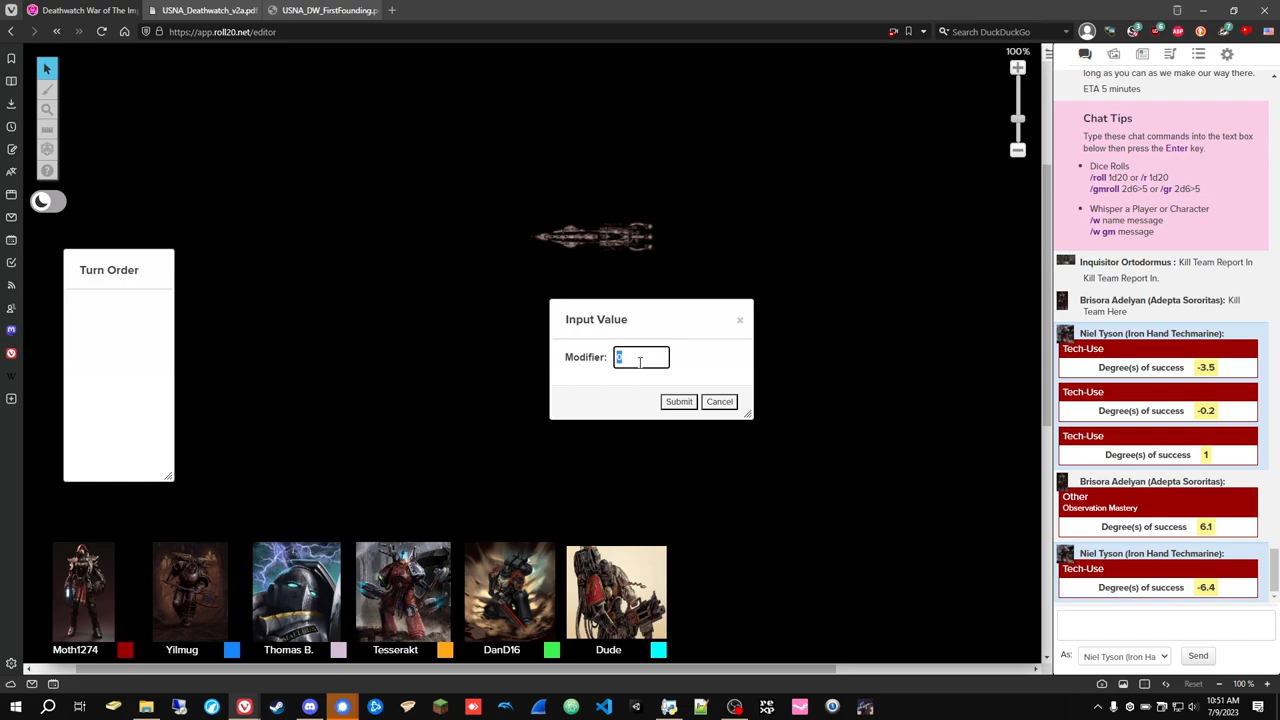 Deathwatch War of The Im
USNA_Deathwatch_v2a.pdf
USNA_DW_FirstFounding.p
https://app.roll20.net/editor
Search DuckDuckGo
100%
long as you can as we make our way there.
ETA 5 minutes
Chat Tips
Type these chat commands into the text box
below then press the Enter key.
Dice Rolls
/roll 1d20 or /r 1d20
/gmroll 2d6>5 or /gr 2d6>5
Whisper a Player or Character
/w name message
/w gm message
Turn Order
Inquisitor Ortodormus : Kill Team Report In
Kill Team Report In.
Brisora Adelyan (Adepta Sororitas): Kill
Team Here
Input Value
Modifier: 0
Submit Cancel
Niel Tyson (Iron Hand Techmarine):
Tech-Use
Degree(s) of success -3.5
Tech-Use
Degree(s) of success -0.2
Tech-Use
Degree(s) of success 1
Brisora Adelyan (Adepta Sororitas):
Other
Observation Mastery
Degree(s) of success 6.1
Niel Tyson (Iron Hand Techmarine):
Tech-Use
Degree(s) of success -6.4
Moth1274 Yilmug Thomas B. Tesserakt DanD16 Dude
As: Niel Tyson (Iron Ha Send
Reset 100 %
10:51 AM
7/9/2023